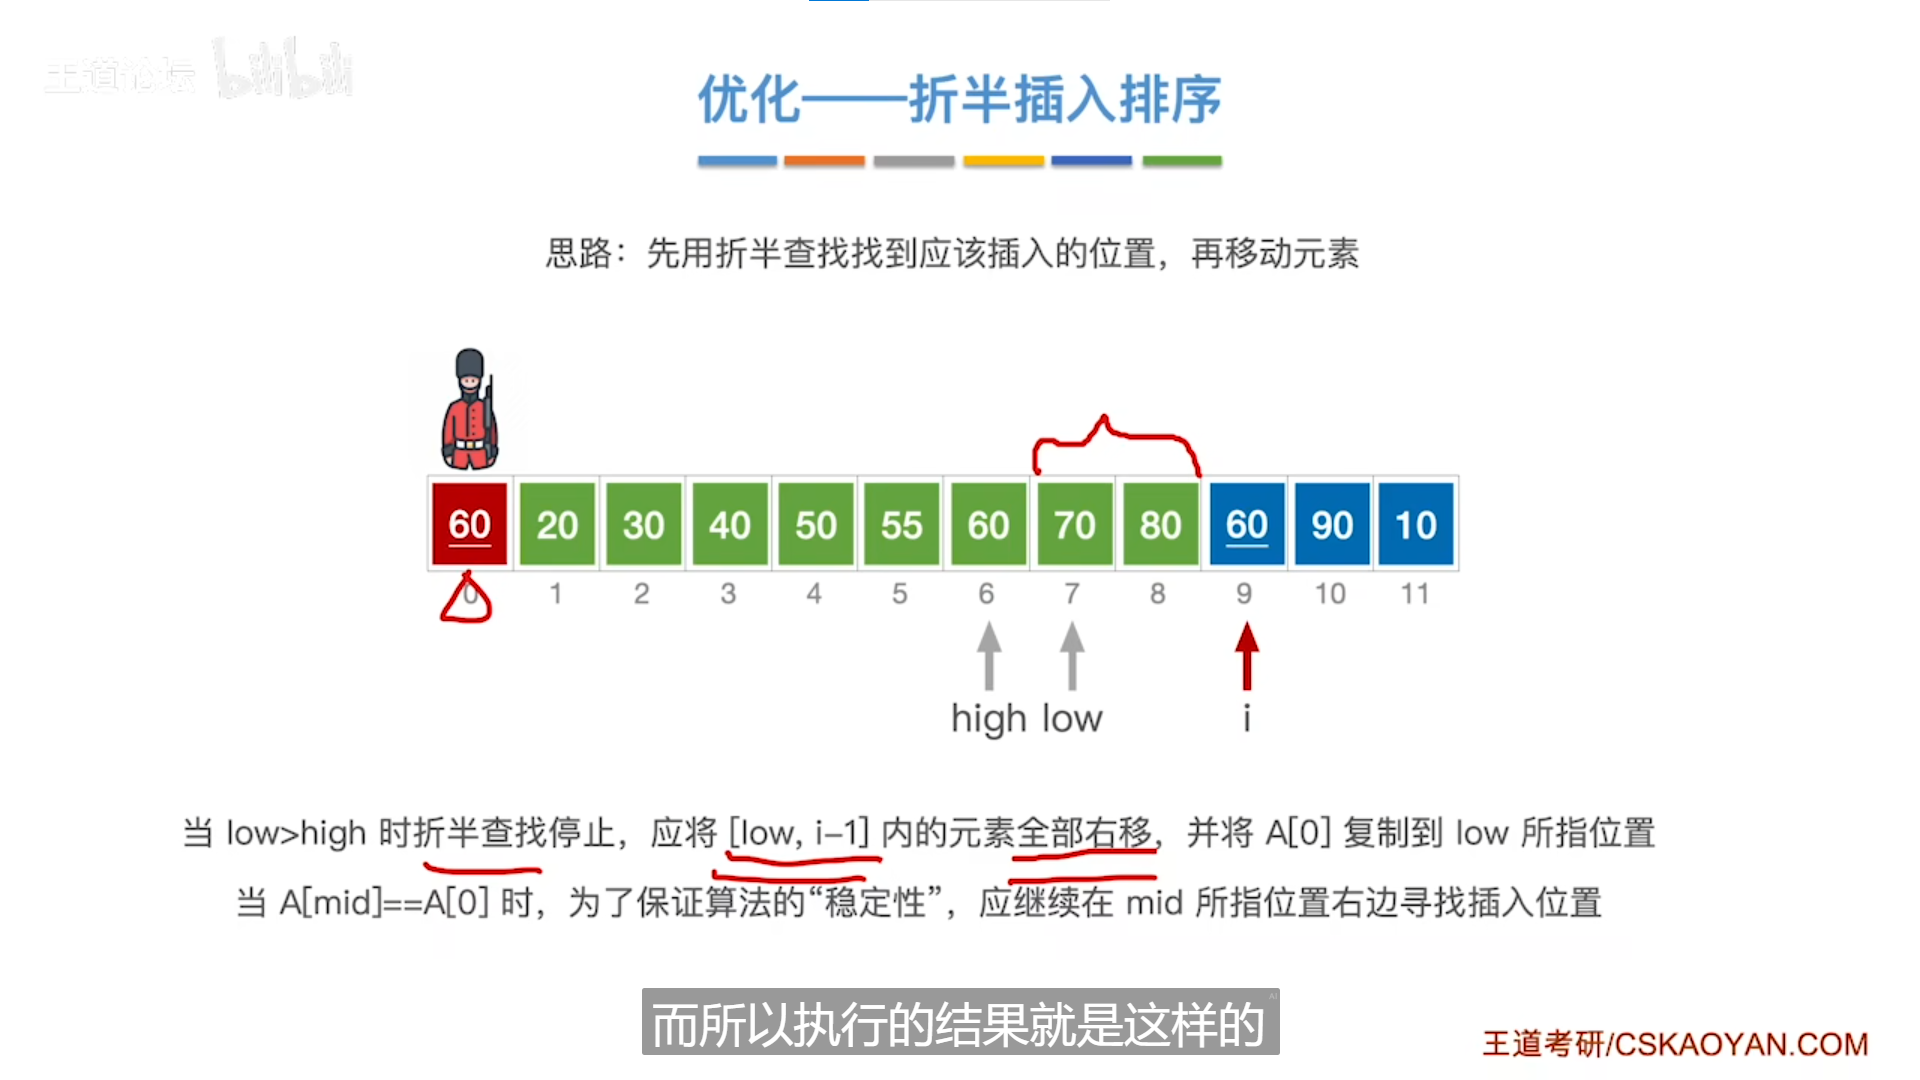 王道论坛 bilibili
优化——折半插入排序
思路：先用折半查找找到应该插入的位置，再移动元素
60 20 30 40 50 55 60 70 80 60 90 10
0 1 2 3 4 5 6 7 8 9 10 11
high low i
当 low>high 时折半查找停止，应将 [low, i-1] 内的元素全部右移，并将 A[0] 复制到 low 所指位置
当 A[mid]==A[0] 时，为了保证算法的“稳定性”，应继续在 mid 所指位置右边寻找插入位置
而所以执行的结果就是这样的
AI
王道考研/CSKAOYAN.COM